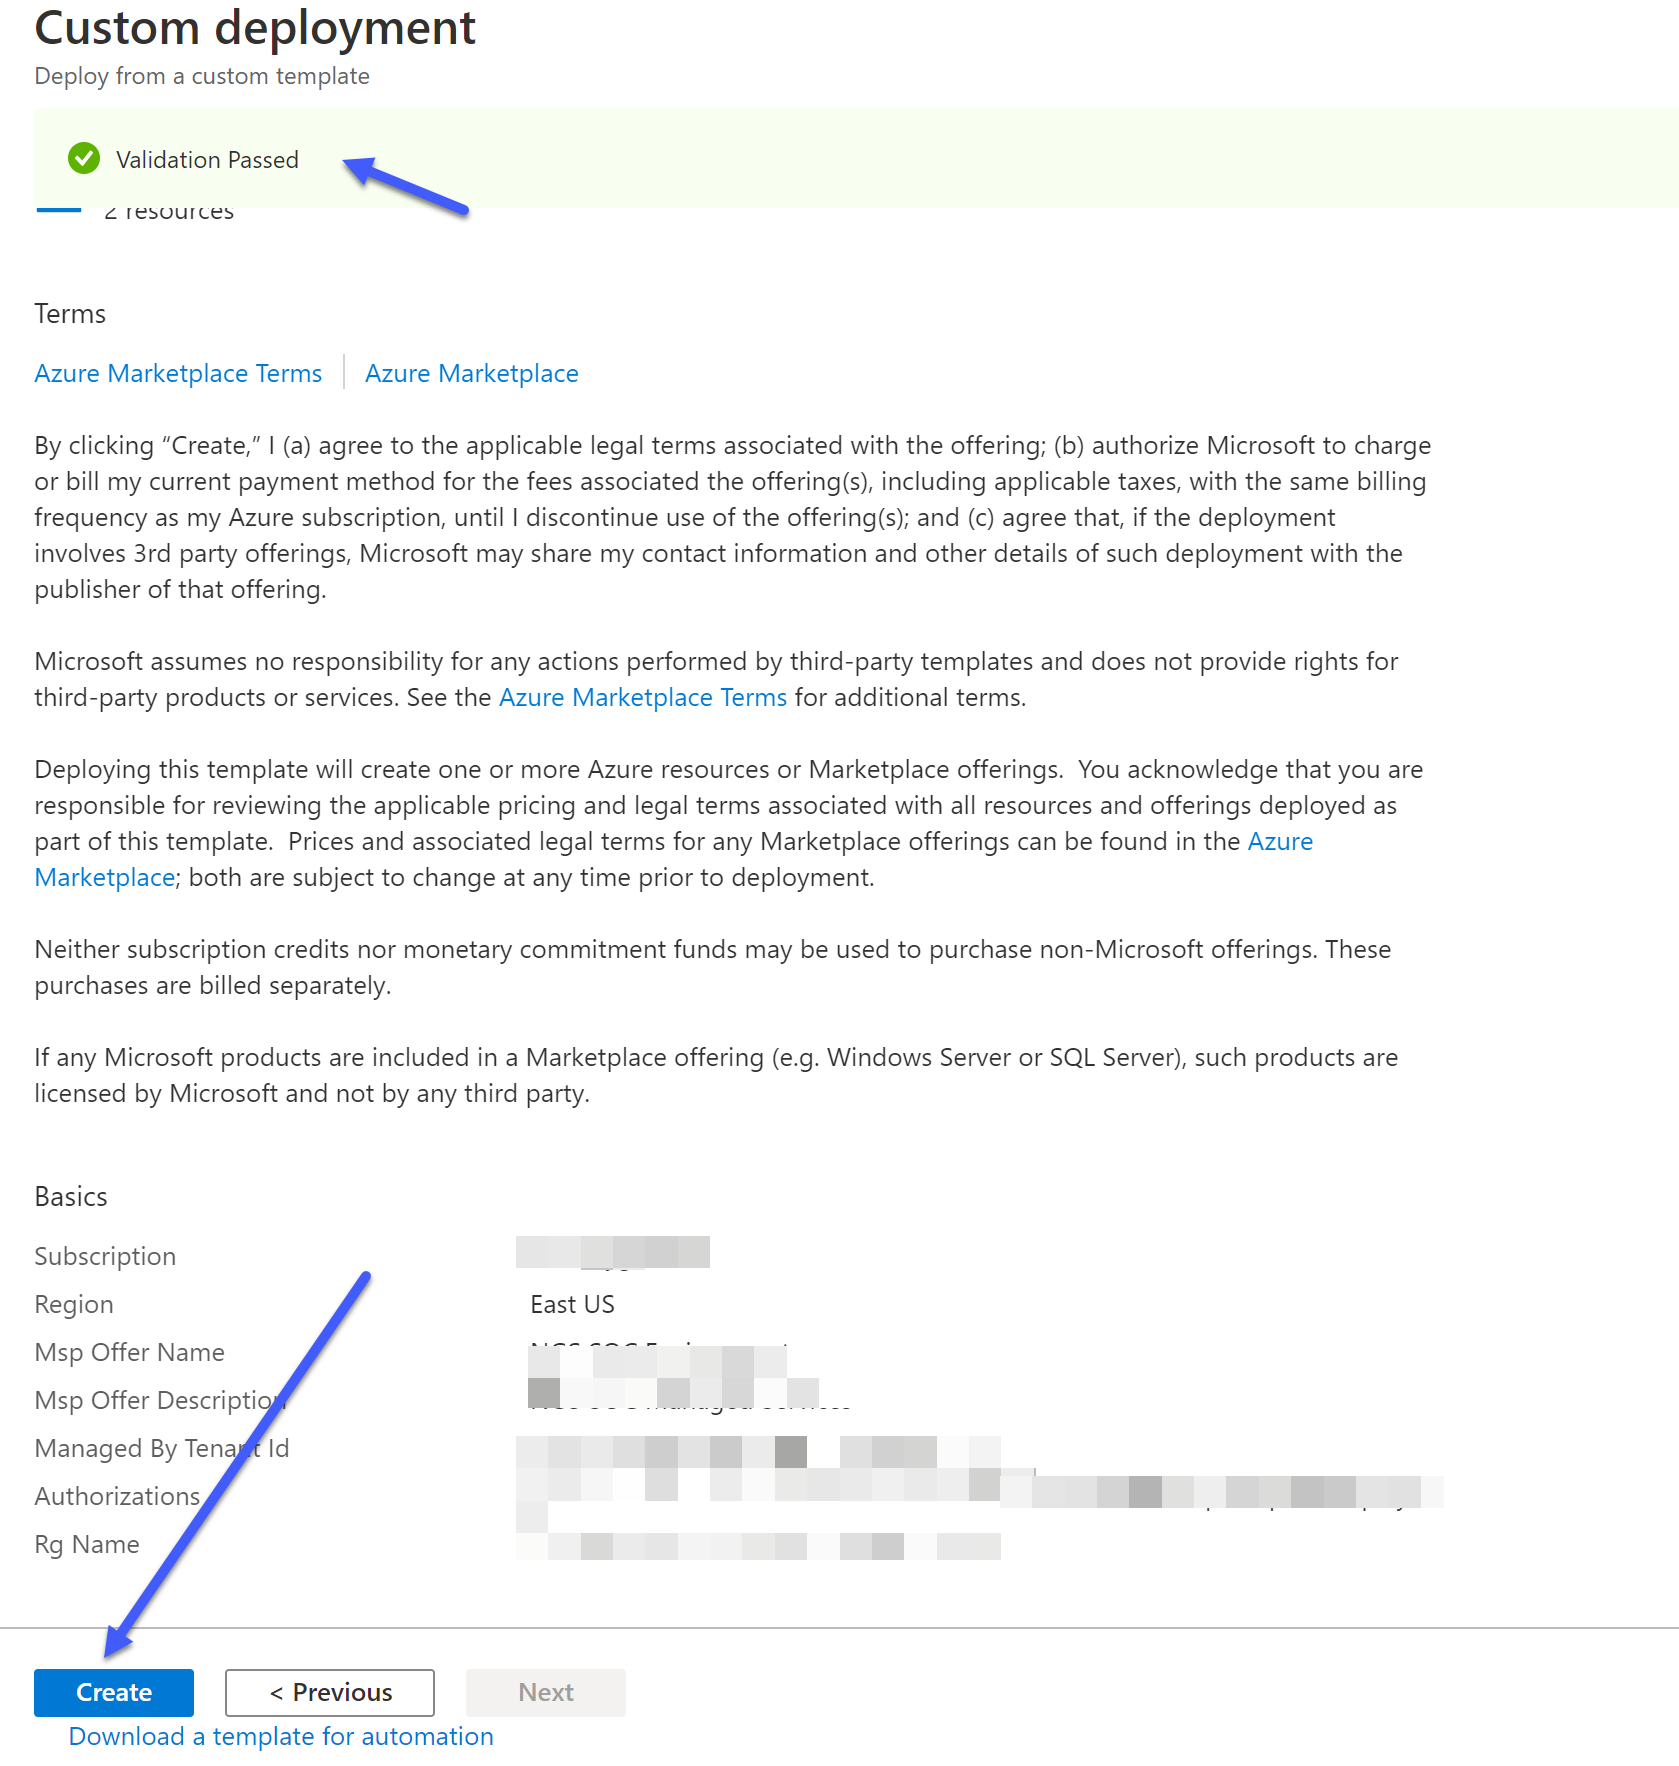 Custom deployment
Deploy from a custom template
Validation Passed
2 resources
Terms
Azure Marketplace Terms
Azure Marketplace
By clicking “Create,” I (a) agree to the applicable legal terms associated with the offering; (b) authorize Microsoft to charge
or bill my current payment method for the fees associated the offering(s), including applicable taxes, with the same billing
frequency as my Azure subscription, until I discontinue use of the offering(s); and (c) agree that, if the deployment
involves 3rd party offerings, Microsoft may share my contact information and other details of such deployment with the
publisher of that offering.
Microsoft assumes no responsibility for any actions performed by third-party templates and does not provide rights for
third-party products or services. See the Azure Marketplace Terms for additional terms.
Deploying this template will create one or more Azure resources or Marketplace offerings.  You acknowledge that you are
responsible for reviewing the applicable pricing and legal terms associated with all resources and offerings deployed as
part of this template.  Prices and associated legal terms for any Marketplace offerings can be found in the Azure
Marketplace; both are subject to change at any time prior to deployment.
Neither subscription credits nor monetary commitment funds may be used to purchase non-Microsoft offerings. These
purchases are billed separately.
If any Microsoft products are included in a Marketplace offering (e.g. Windows Server or SQL Server), such products are
licensed by Microsoft and not by any third party.
Basics
Subscription
Region East US
Msp Offer Name
Msp Offer Description
Managed By Tenant Id
Authorizations
Rg Name
Create
< Previous
Next
Download a template for automation